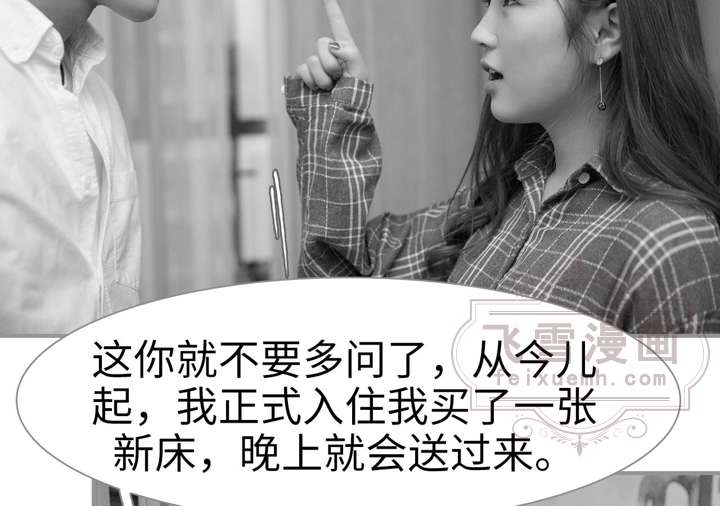 这你就不要多问了，从今儿
起，我正式入住我买了一张
新床，晚上就会送过来。
飞雪漫画
feixuemh.com